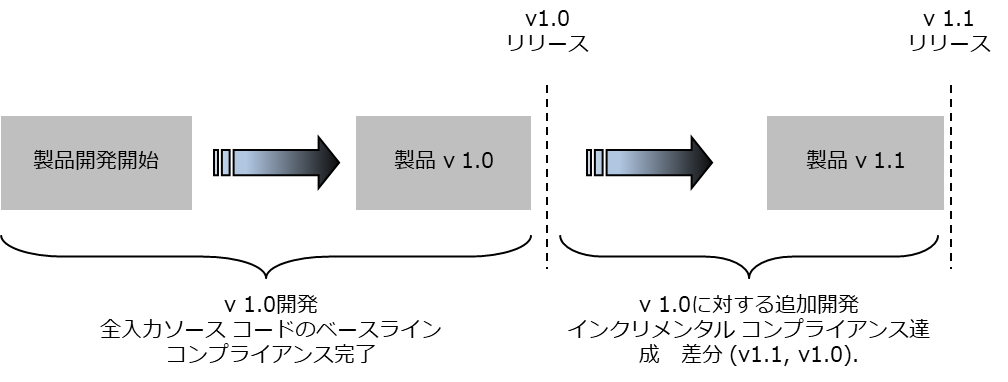 v1.0
リリース
v 1.1
リリース
製品開発開始
製品 v 1.0
製品 v 1.1
v 1.0開発
全入力ソース コードのベースライン
コンプライアンス完了
v 1.0に対する追加開発
インクリメンタル コンプライアンス達
成　差分 (v1.1, v1.0).